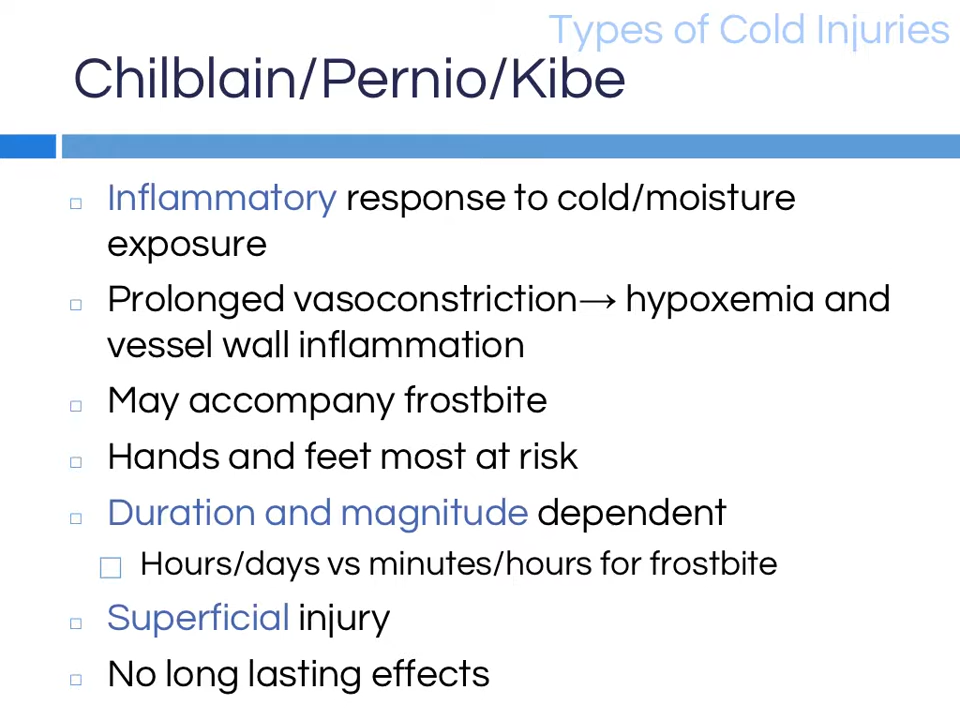 Types of Cold Injuries
Chilblain/Pernio/Kibe
Inflammatory response to cold/moisture
exposure
Prolonged vasoconstriction→ hypoxemia and
vessel wall inflammation
May accompany frostbite
Hands and feet most at risk
Duration and magnitude dependent
Hours/days vs minutes/hours for frostbite
Superficial injury
No long lasting effects